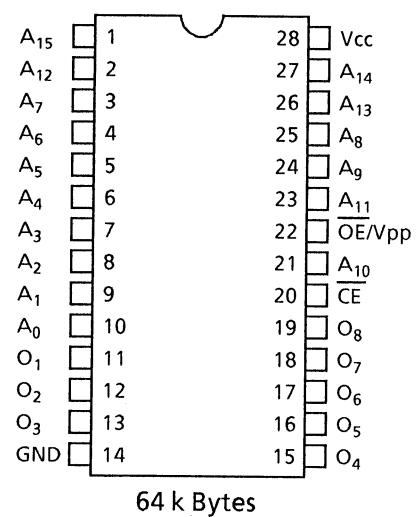 A15 1 28 Vcc
A12 2 27 A14
A7 3 26 A13
A6 4 25 A8
A5 5 24 A9
A4 6 23 A11
A3 7 22 OE/Vpp
A2 8 21 A10
A1 9 20 CE
A0 10 19 O8
O1 11 18 O7
O2 12 17 O6
O3 13 16 O5
GND 14 15 O4
64 k Bytes